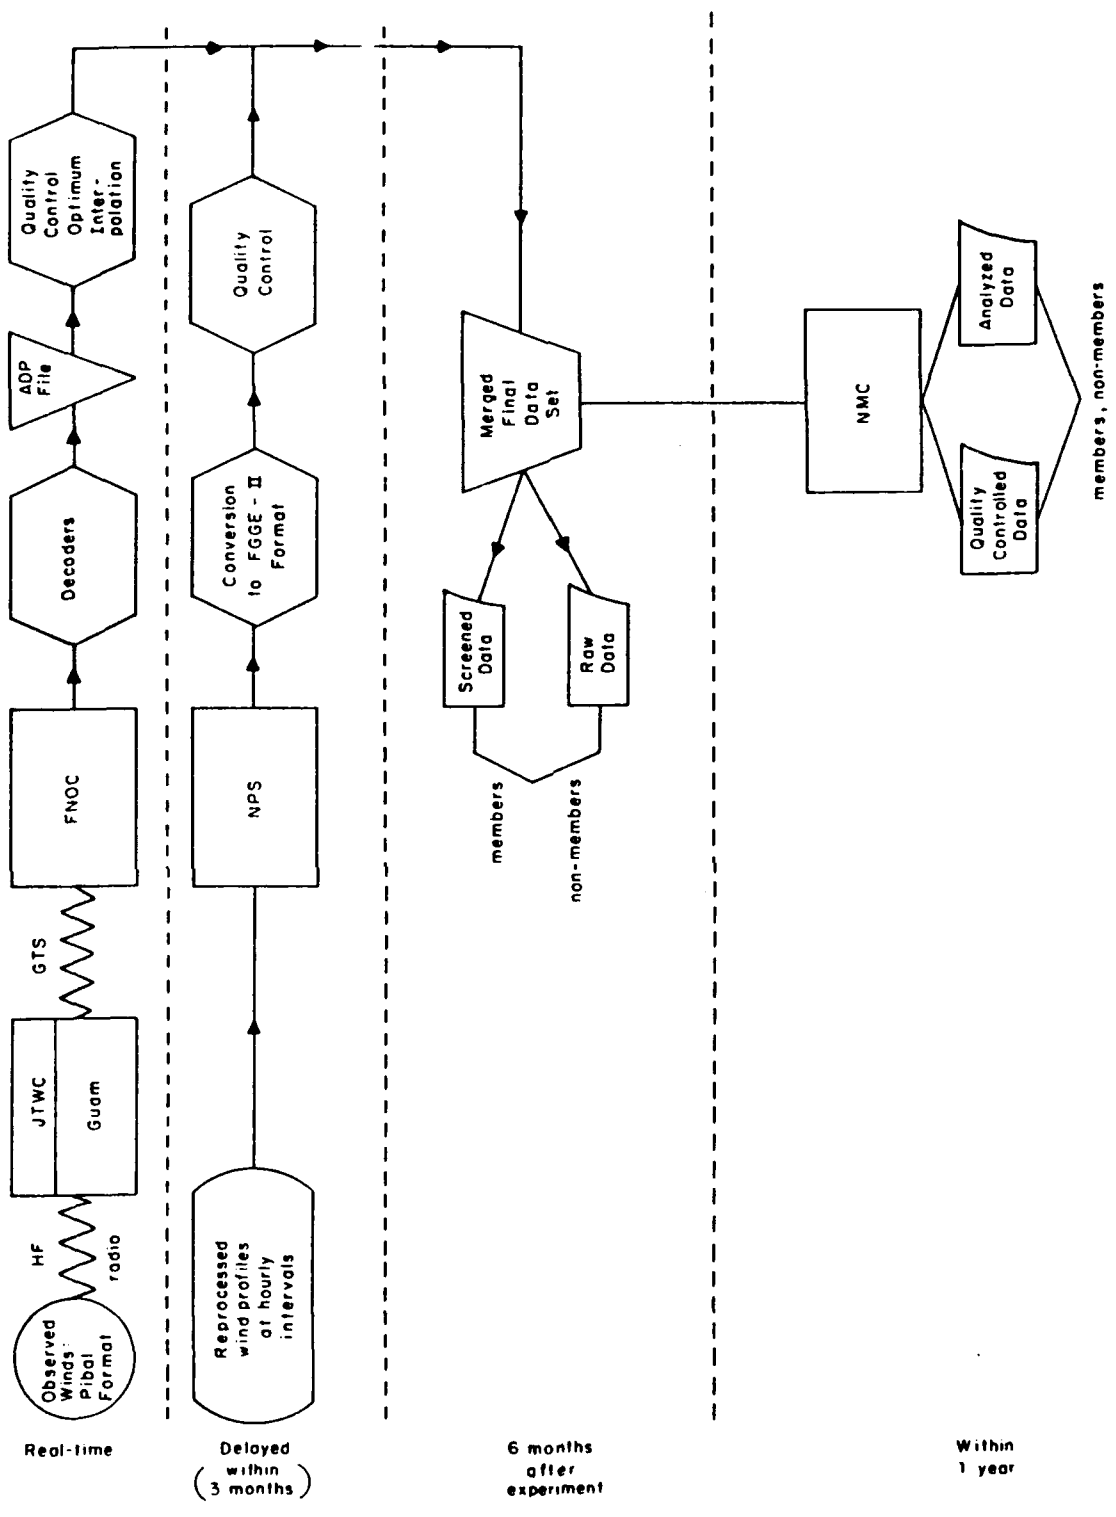 Real-time
Observed
Winds:
Pibal
Format
HF
radio
JTWC
Guam
GTS
FNOC
Decoders
ADP
File
Quality
Control
Optimum
Inter-
polation
Delayed
(within
3 months)
Reprocessed
wind profiles
at hourly
intervals
NPS
Conversion
to FGGE - II
Format
Quality
Control
6 months
after
experiment
members
non-members
Screened
Data
Raw
Data
Merged
Final
Data
Set
Within
1 year
NMC
Quality
Controlled
Data
Analyzed
Data
members, non-members